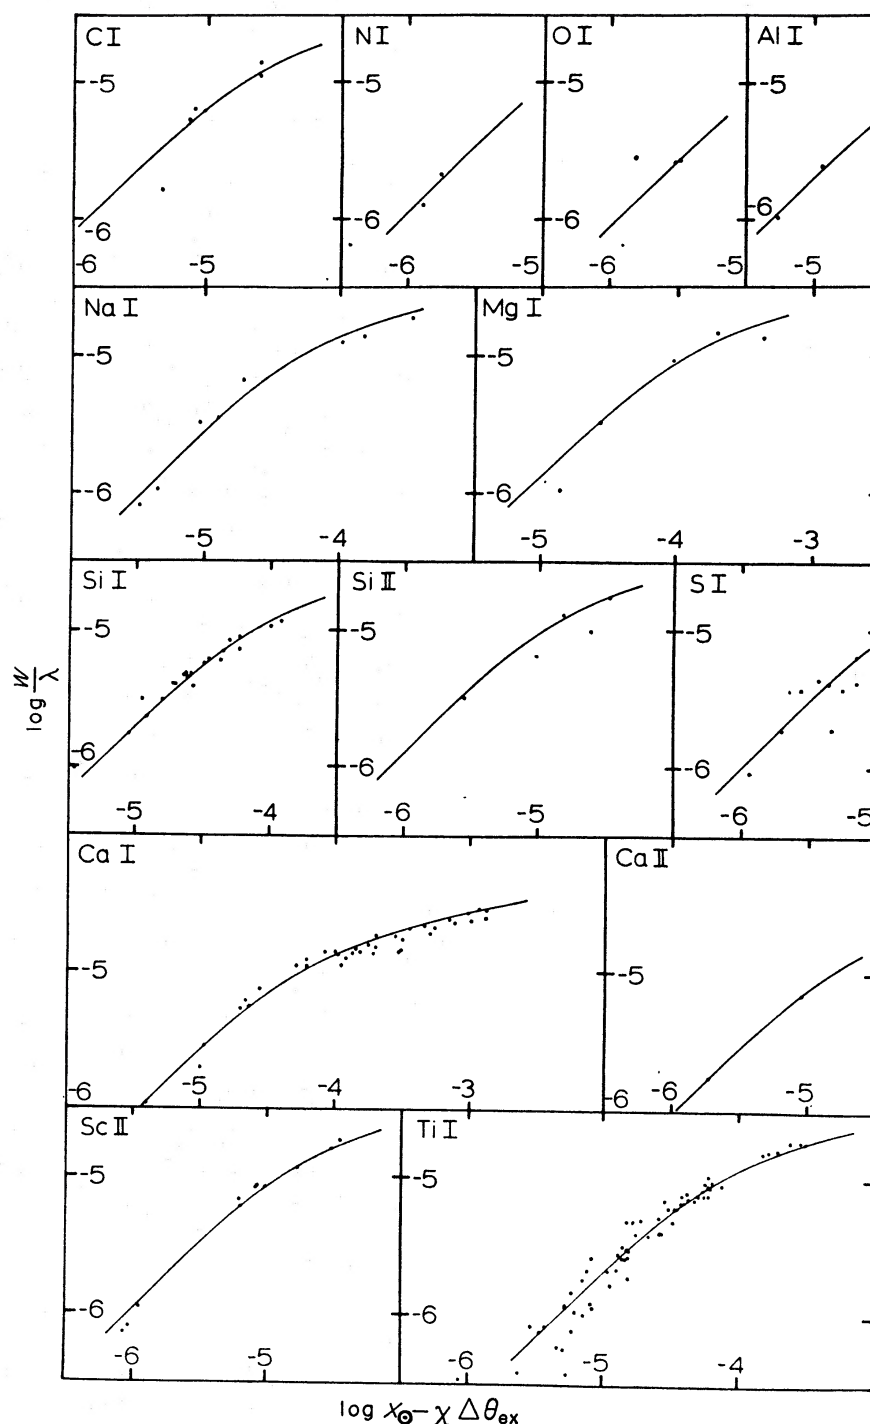 C I N I O I Al I
-5 -5 -5
-6 -6 -6 -6
-6 -5 -6 -5 -6 -5 -5
Na I Mg I
-5 -5
-6 -6
-5 -4 -5 -4 -3
Si I Si II S I
-5 -5 -5
-6 -6 -6
-5 -4 -6 -5 -6 -5
log W/λ
Ca I Ca II
-5 -5
-6 -5 -4 -3 -6 -6 -5
Sc II Ti I
-5 -5
-6 -6
-6 -5 -6 -5 -4
log X☉ − χ Δθex